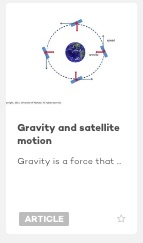 Gravity and satellite
motion
Gravity is a force that ...
ARTICLE